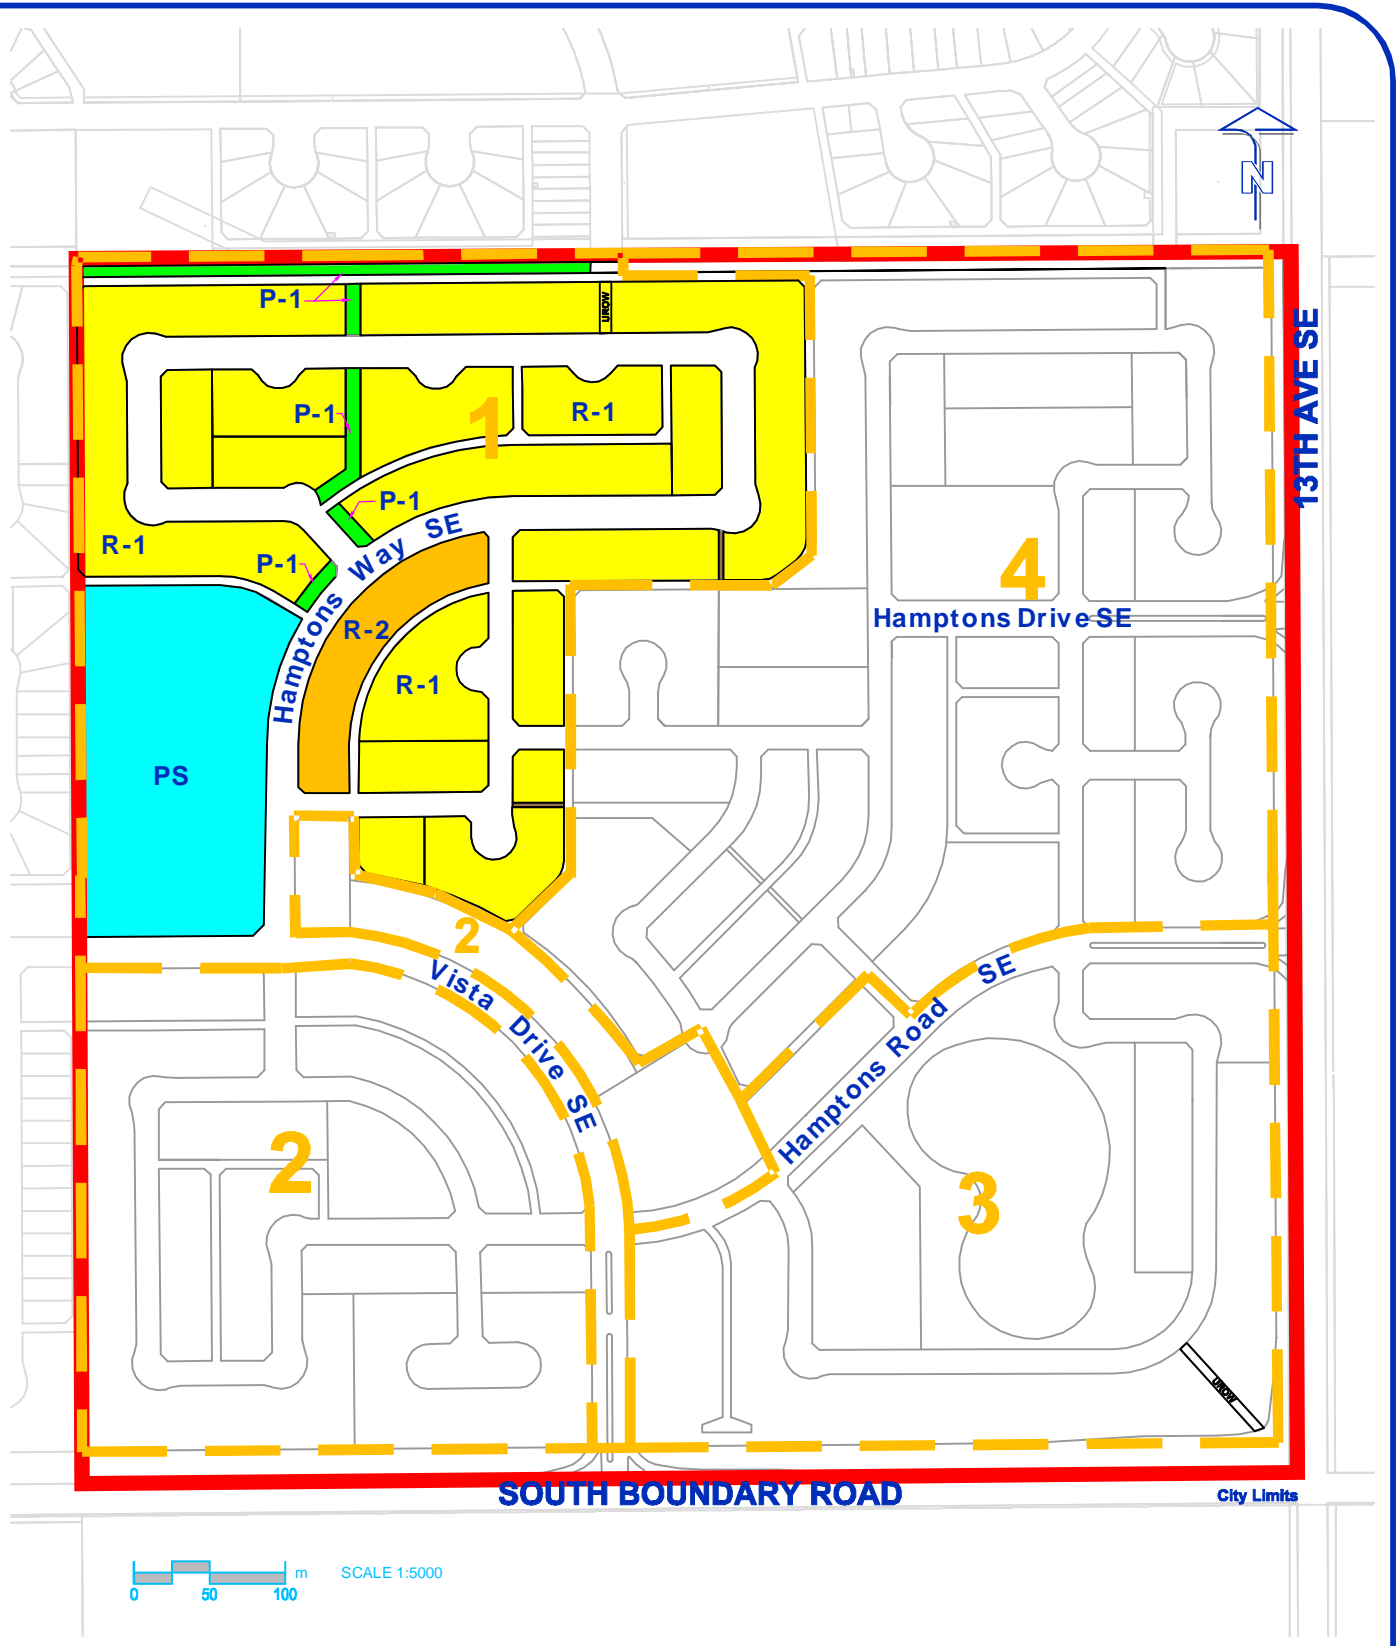 N
P-1
UROW
13TH AVE SE
P-1
1
R-1
P-1
R-1
P-1
Hamptons Way SE
4
Hamptons Drive SE
R-2
R-1
PS
2
Vista Drive SE
Hamptons Road SE
2
3
UROW
SOUTH BOUNDARY ROAD
City Limits
m SCALE 1:5000
0 50 100